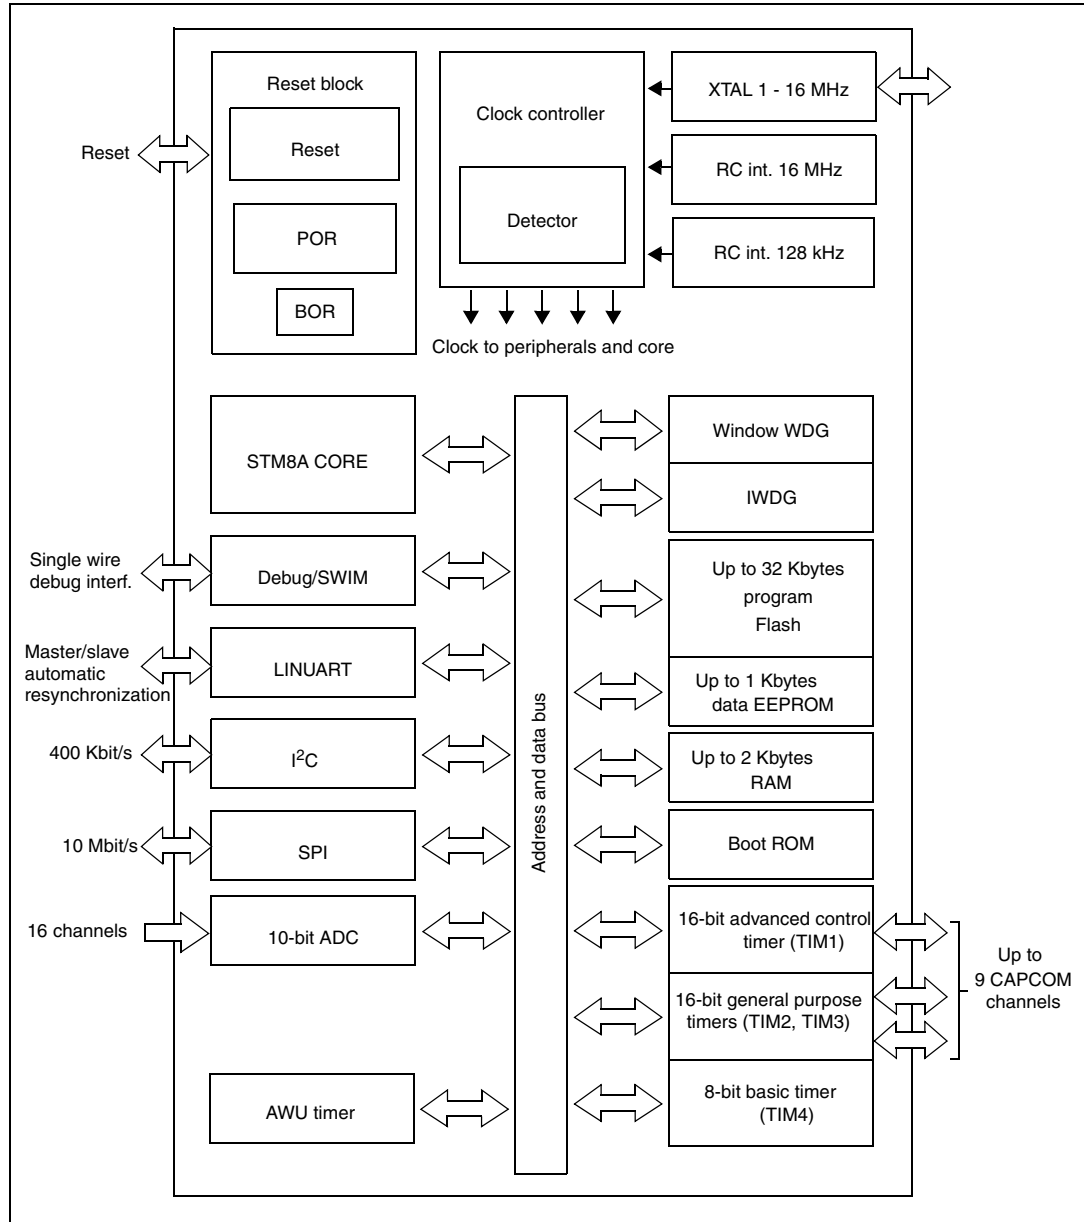 Reset block
Reset
POR
BOR
Reset
Clock controller
Detector
XTAL 1 - 16 MHz
RC int. 16 MHz
RC int. 128 kHz
Clock to peripherals and core
STM8A CORE
Single wire
debug interf.
Debug/SWIM
Master/slave
automatic
resynchronization
LINUART
400 Kbit/s
I²C
10 Mbit/s
SPI
16 channels
10-bit ADC
AWU timer
Address and data bus
Window WDG
IWDG
Up to 32 Kbytes
program
Flash
Up to 1 Kbytes
data EEPROM
Up to 2 Kbytes
RAM
Boot ROM
16-bit advanced control
timer (TIM1)
16-bit general purpose
timers (TIM2, TIM3)
8-bit basic timer
(TIM4)
Up to
9 CAPCOM
channels